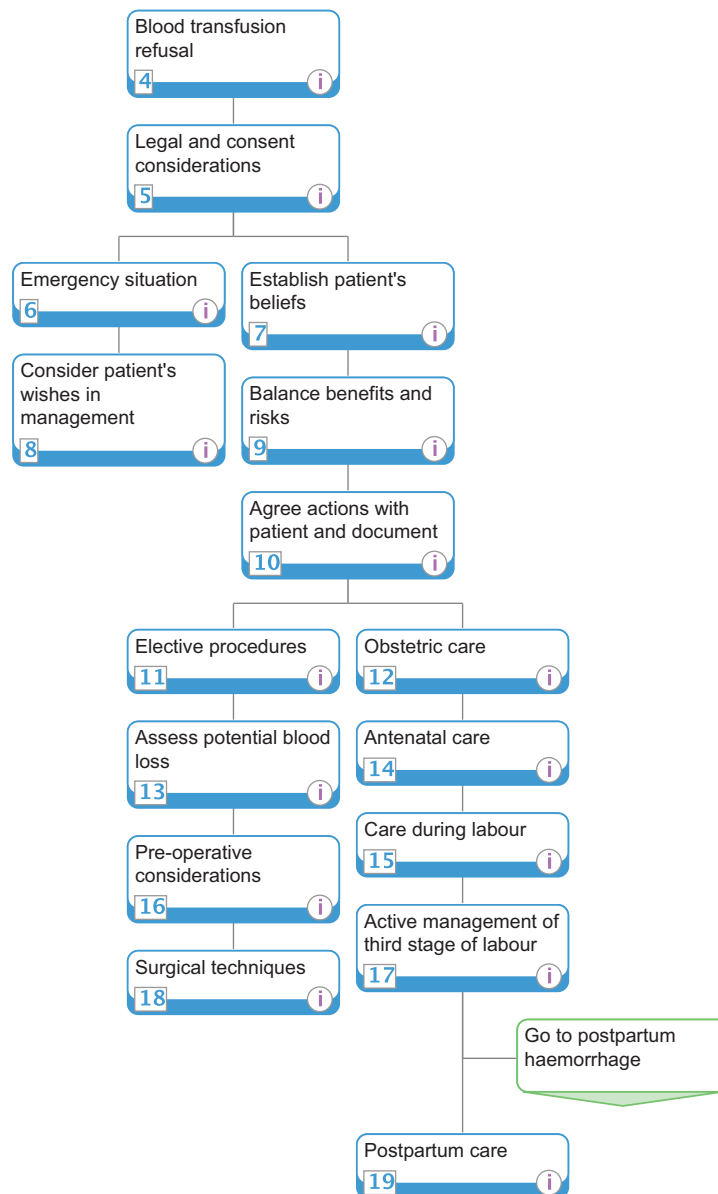 Blood transfusion
refusal
4
i
Legal and consent
considerations
5
i
Emergency situation
6
i
Establish patient's
beliefs
7
i
Consider patient's
wishes in
management
8
i
Balance benefits and
risks
9
i
Agree actions with
patient and document
10
i
Elective procedures
11
i
Obstetric care
12
i
Assess potential blood
loss
13
i
Antenatal care
14
i
Care during labour
15
i
Pre-operative
considerations
16
i
Active management of
third stage of labour
17
i
Surgical techniques
18
i
Go to postpartum
haemorrhage
Postpartum care
19
i